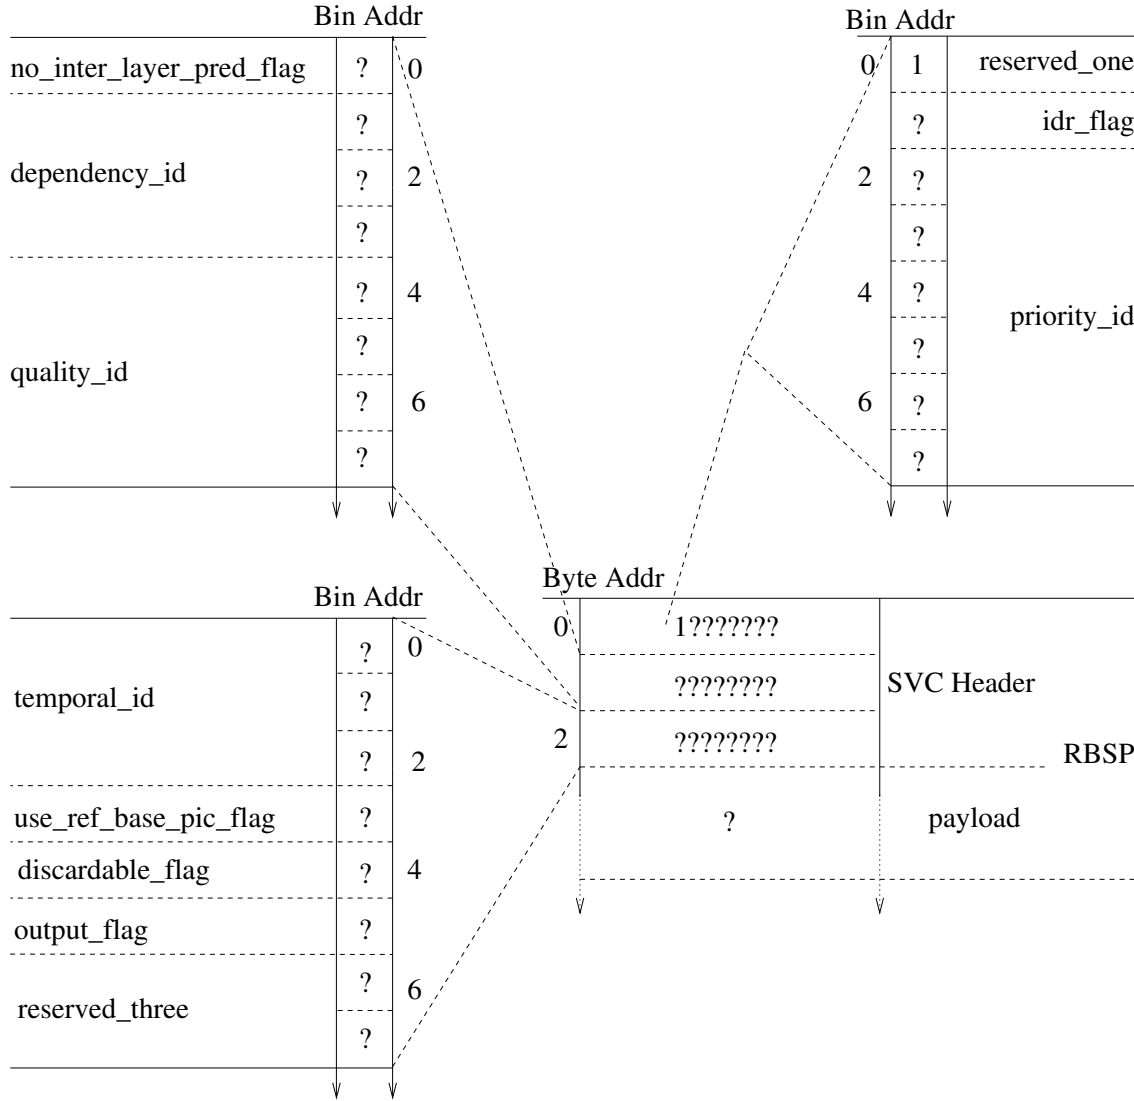 Bin Addr
no_inter_layer_pred_flag ? 0
?
dependency_id ? 2
?
? 4
?
quality_id
? 6
?
Bin Addr
0 1 reserved_one
? idr_flag
2 ?
?
4 ? priority_id
?
6 ?
?
Bin Addr
? 0
temporal_id ?
? 2
use_ref_base_pic_flag ?
discardable_flag ? 4
output_flag ?
? 6
reserved_three
?
Byte Addr
0 1???????
???????? SVC Header
2 ????????
RBSP
? payload